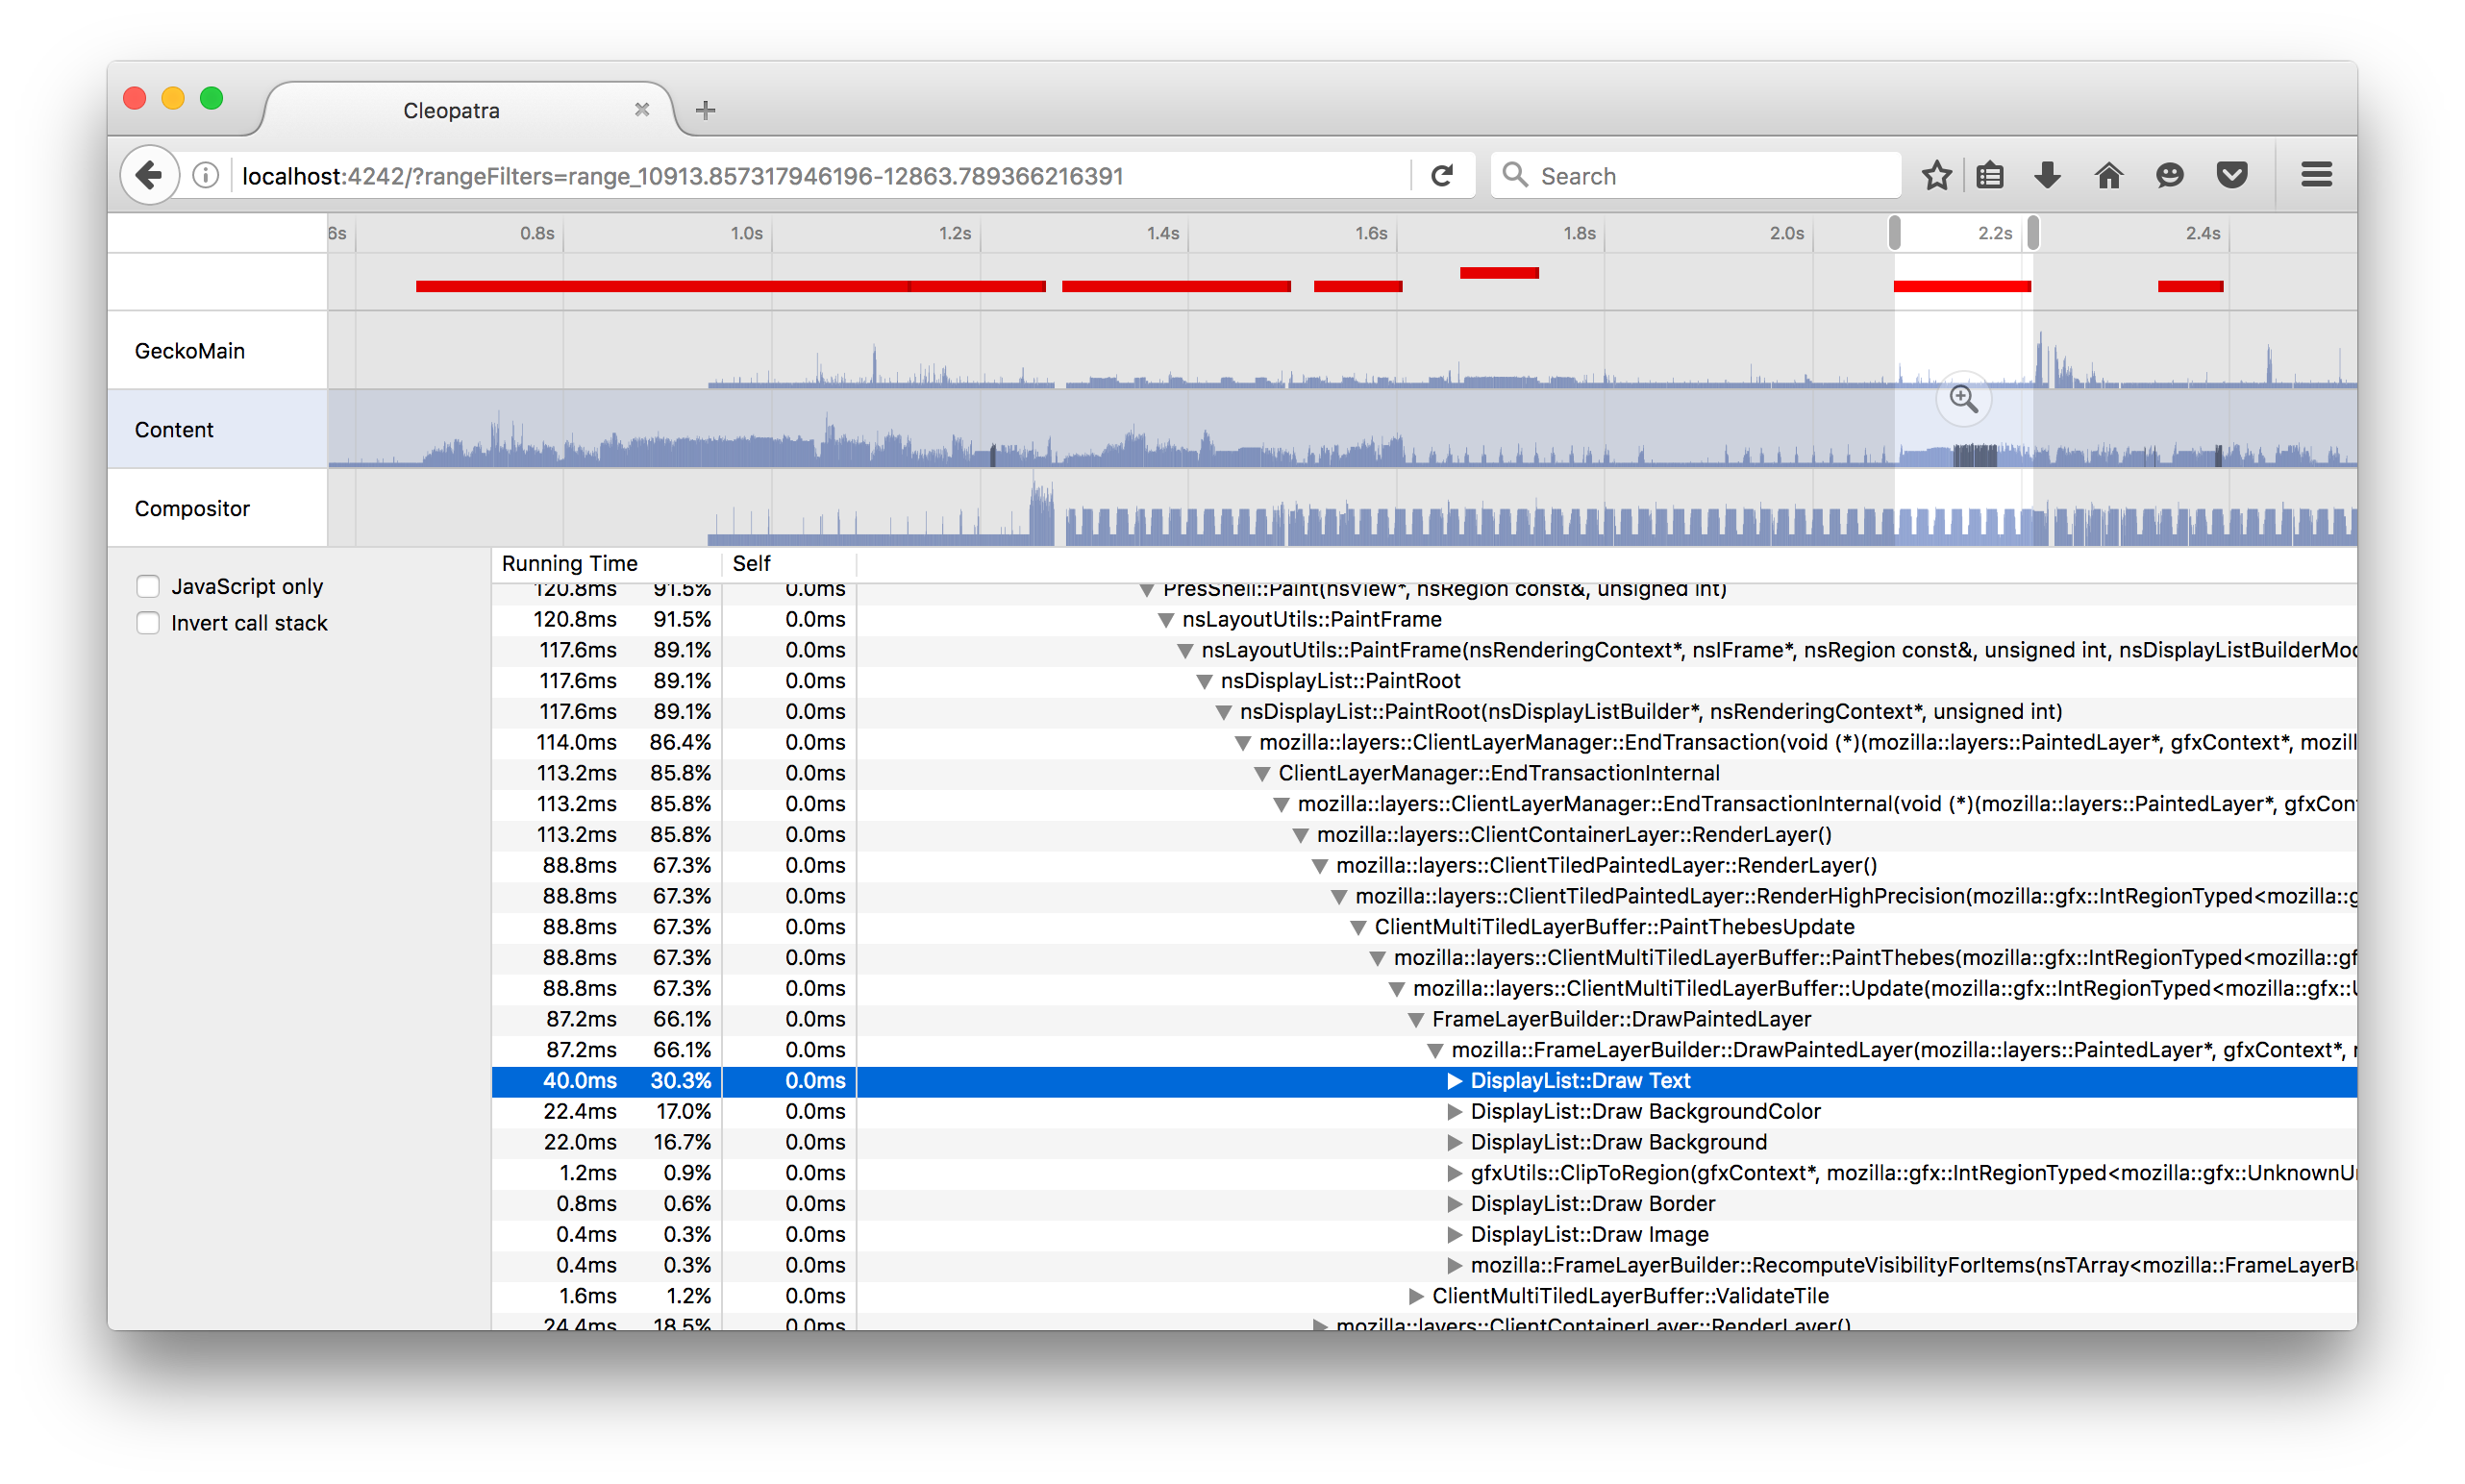 Cleopatra
localhost:4242/?rangeFilters=range_10913.857317946196-12863.789366216391
Search
6s 0.8s 1.0s 1.2s 1.4s 1.6s 1.8s 2.0s 2.2s 2.4s
GeckoMain
Content
Compositor
JavaScript only
Invert call stack
Running Time Self
120.8ms 91.5% 0.0ms PresShell::Paint(nsView*, nsRegion const&, unsigned int)
120.8ms 91.5% 0.0ms nsLayoutUtils::PaintFrame
117.6ms 89.1% 0.0ms nsLayoutUtils::PaintFrame(nsRenderingContext*, nsIFrame*, nsRegion const&, unsigned int, nsDisplayListBuilderMod
117.6ms 89.1% 0.0ms nsDisplayList::PaintRoot
117.6ms 89.1% 0.0ms nsDisplayList::PaintRoot(nsDisplayListBuilder*, nsRenderingContext*, unsigned int)
114.0ms 86.4% 0.0ms mozilla::layers::ClientLayerManager::EndTransaction(void (*)(mozilla::layers::PaintedLayer*, gfxContext*, mozill
113.2ms 85.8% 0.0ms ClientLayerManager::EndTransactionInternal
113.2ms 85.8% 0.0ms mozilla::layers::ClientLayerManager::EndTransactionInternal(void (*)(mozilla::layers::PaintedLayer*, gfxCon
113.2ms 85.8% 0.0ms mozilla::layers::ClientContainerLayer::RenderLayer()
88.8ms 67.3% 0.0ms mozilla::layers::ClientTiledPaintedLayer::RenderLayer()
88.8ms 67.3% 0.0ms mozilla::layers::ClientTiledPaintedLayer::RenderHighPrecision(mozilla::gfx::IntRegionTyped<mozilla::g
88.8ms 67.3% 0.0ms ClientMultiTiledLayerBuffer::PaintThebesUpdate
88.8ms 67.3% 0.0ms mozilla::layers::ClientMultiTiledLayerBuffer::PaintThebes(mozilla::gfx::IntRegionTyped<mozilla::gf
88.8ms 67.3% 0.0ms mozilla::layers::ClientMultiTiledLayerBuffer::Update(mozilla::gfx::IntRegionTyped<mozilla::gfx::U
87.2ms 66.1% 0.0ms FrameLayerBuilder::DrawPaintedLayer
87.2ms 66.1% 0.0ms mozilla::FrameLayerBuilder::DrawPaintedLayer(mozilla::layers::PaintedLayer*, gfxContext*, r
40.0ms 30.3% 0.0ms DisplayList::Draw Text
22.4ms 17.0% 0.0ms DisplayList::Draw BackgroundColor
22.0ms 16.7% 0.0ms DisplayList::Draw Background
1.2ms 0.9% 0.0ms gfxUtils::ClipToRegion(gfxContext*, mozilla::gfx::IntRegionTyped<mozilla::gfx::UnknownU
0.8ms 0.6% 0.0ms DisplayList::Draw Border
0.4ms 0.3% 0.0ms DisplayList::Draw Image
0.4ms 0.3% 0.0ms mozilla::FrameLayerBuilder::RecomputeVisibilityForItems(nsTArray<mozilla::FrameLayerB
1.6ms 1.2% 0.0ms ClientMultiTiledLayerBuffer::ValidateTile
24.4ms 18.5% 0.0ms mozilla::layers::ClientContainerLayer::RenderLayer()